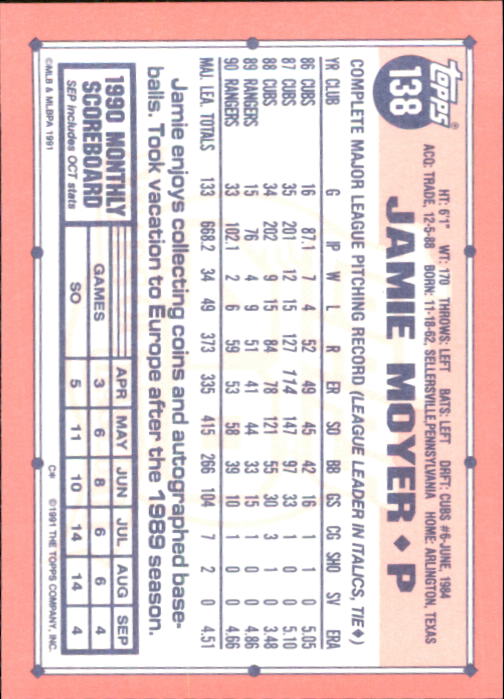 topps®
138
HT: 6'1" WT: 170 THROWS: LEFT BATS: LEFT DRFT: CUBS #6-JUNE, 1984
ACQ: TRADE, 12-5-88 BORN: 11-18-62, SELLERSVILLE, PENNSYLVANIA HOME: ARLINGTON, TEXAS
JAMIE MOYER ♦ P
COMPLETE MAJOR LEAGUE PITCHING RECORD (LEAGUE LEADER IN ITALICS, TIE♦)
YR CLUB G IP W L R ER SO BB GS CG SHO SV ERA
86 CUBS 16 87.1 7 4 52 49 45 42 16 1 1 0 5.05
87 CUBS 35 201 12 15 127 114 147 97 33 1 0 0 5.10
88 CUBS 34 202 9 15 84 78 121 55 30 3 1 0 3.48
89 RANGERS 15 76 4 9 51 41 44 33 15 1 0 0 4.86
90 RANGERS 33 102.1 2 6 59 53 58 39 10 1 0 0 4.66
MAJ. LEA. TOTALS 133 668.2 34 49 373 335 415 266 104 7 2 0 4.51
Jamie enjoys collecting coins and autographed base-
balls. Took vacation to Europe after the 1989 season.
1990 MONTHLY
SCOREBOARD
SEP includes OCT stats
APR MAY JUN JUL AUG SEP
GAMES 3 6 8 6 6 4
SO 5 11 10 14 14 4
©MLB & MLBPA 1991
C# ©1991 THE TOPPS COMPANY, INC.